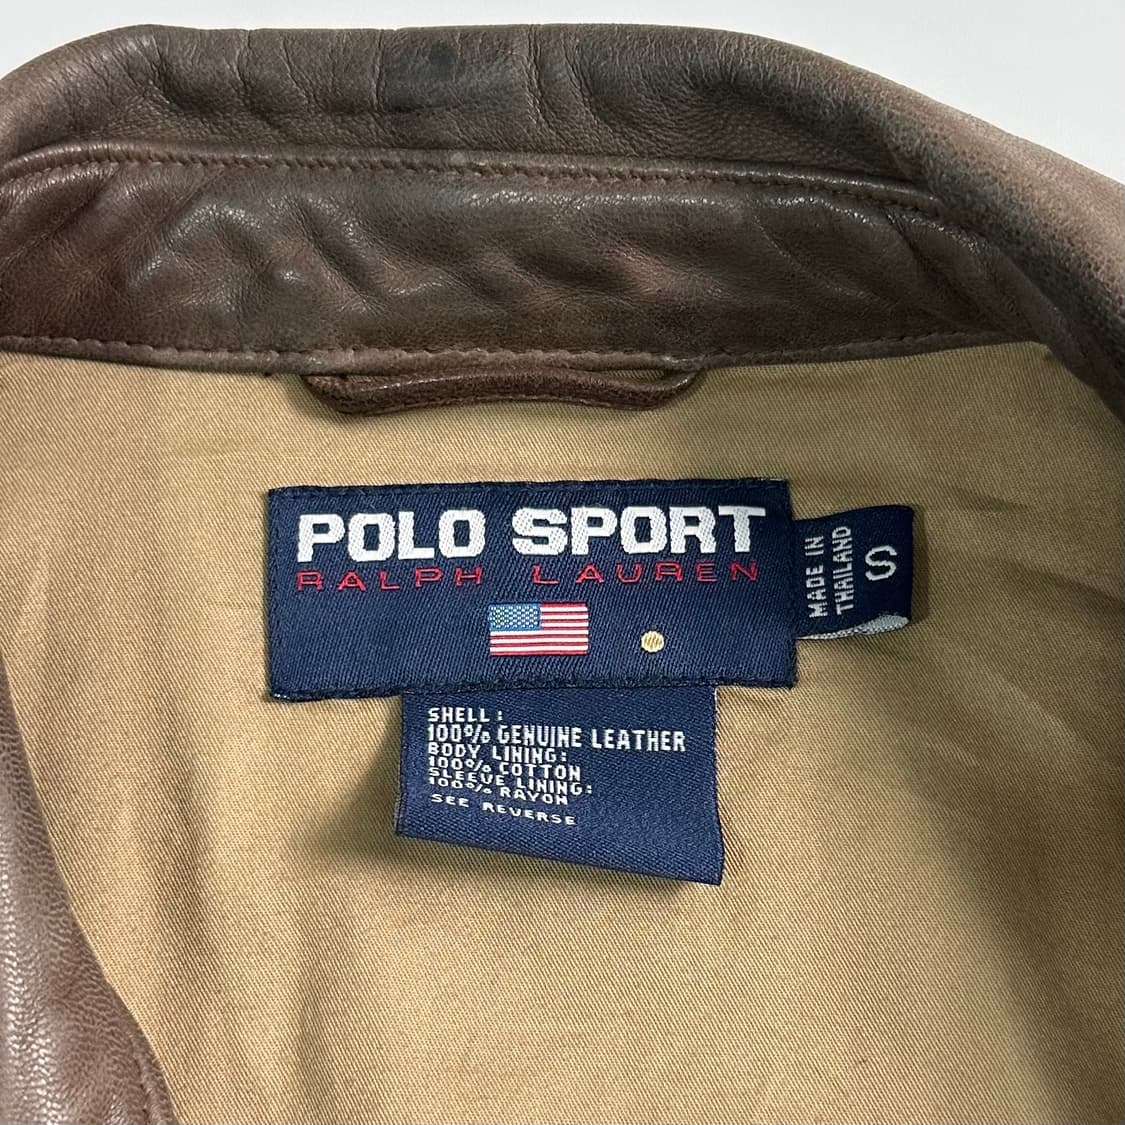 POLO SPORT
RALPH LAUREN
MADE IN
THAILAND
S
SHELL:
100% GENUINE LEATHER
BODY LINING:
100% COTTON
SLEEVE LINING:
100% RAYON
SEE REVERSE